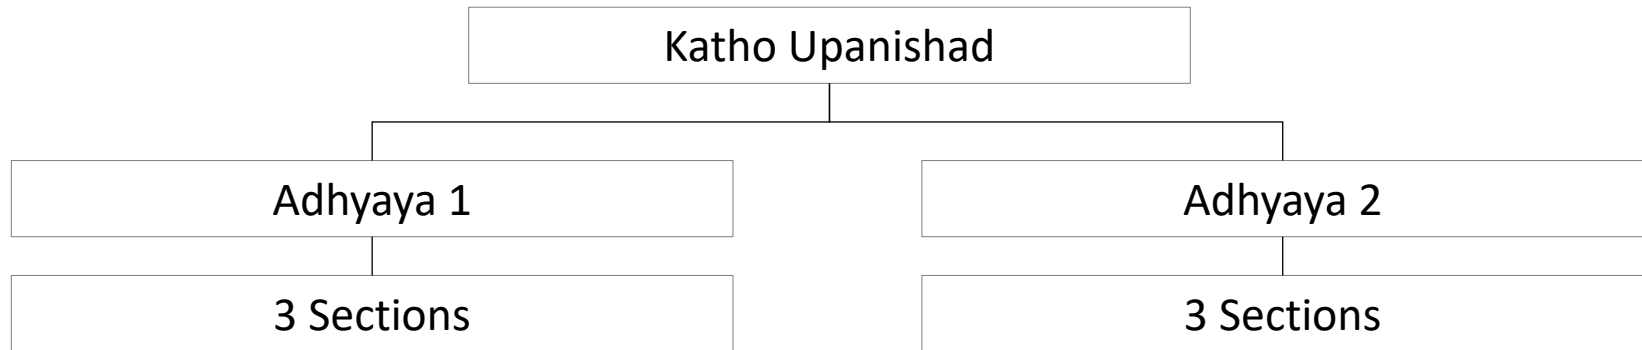 Katho Upanishad
Adhyaya 1
Adhyaya 2
3 Sections
3 Sections